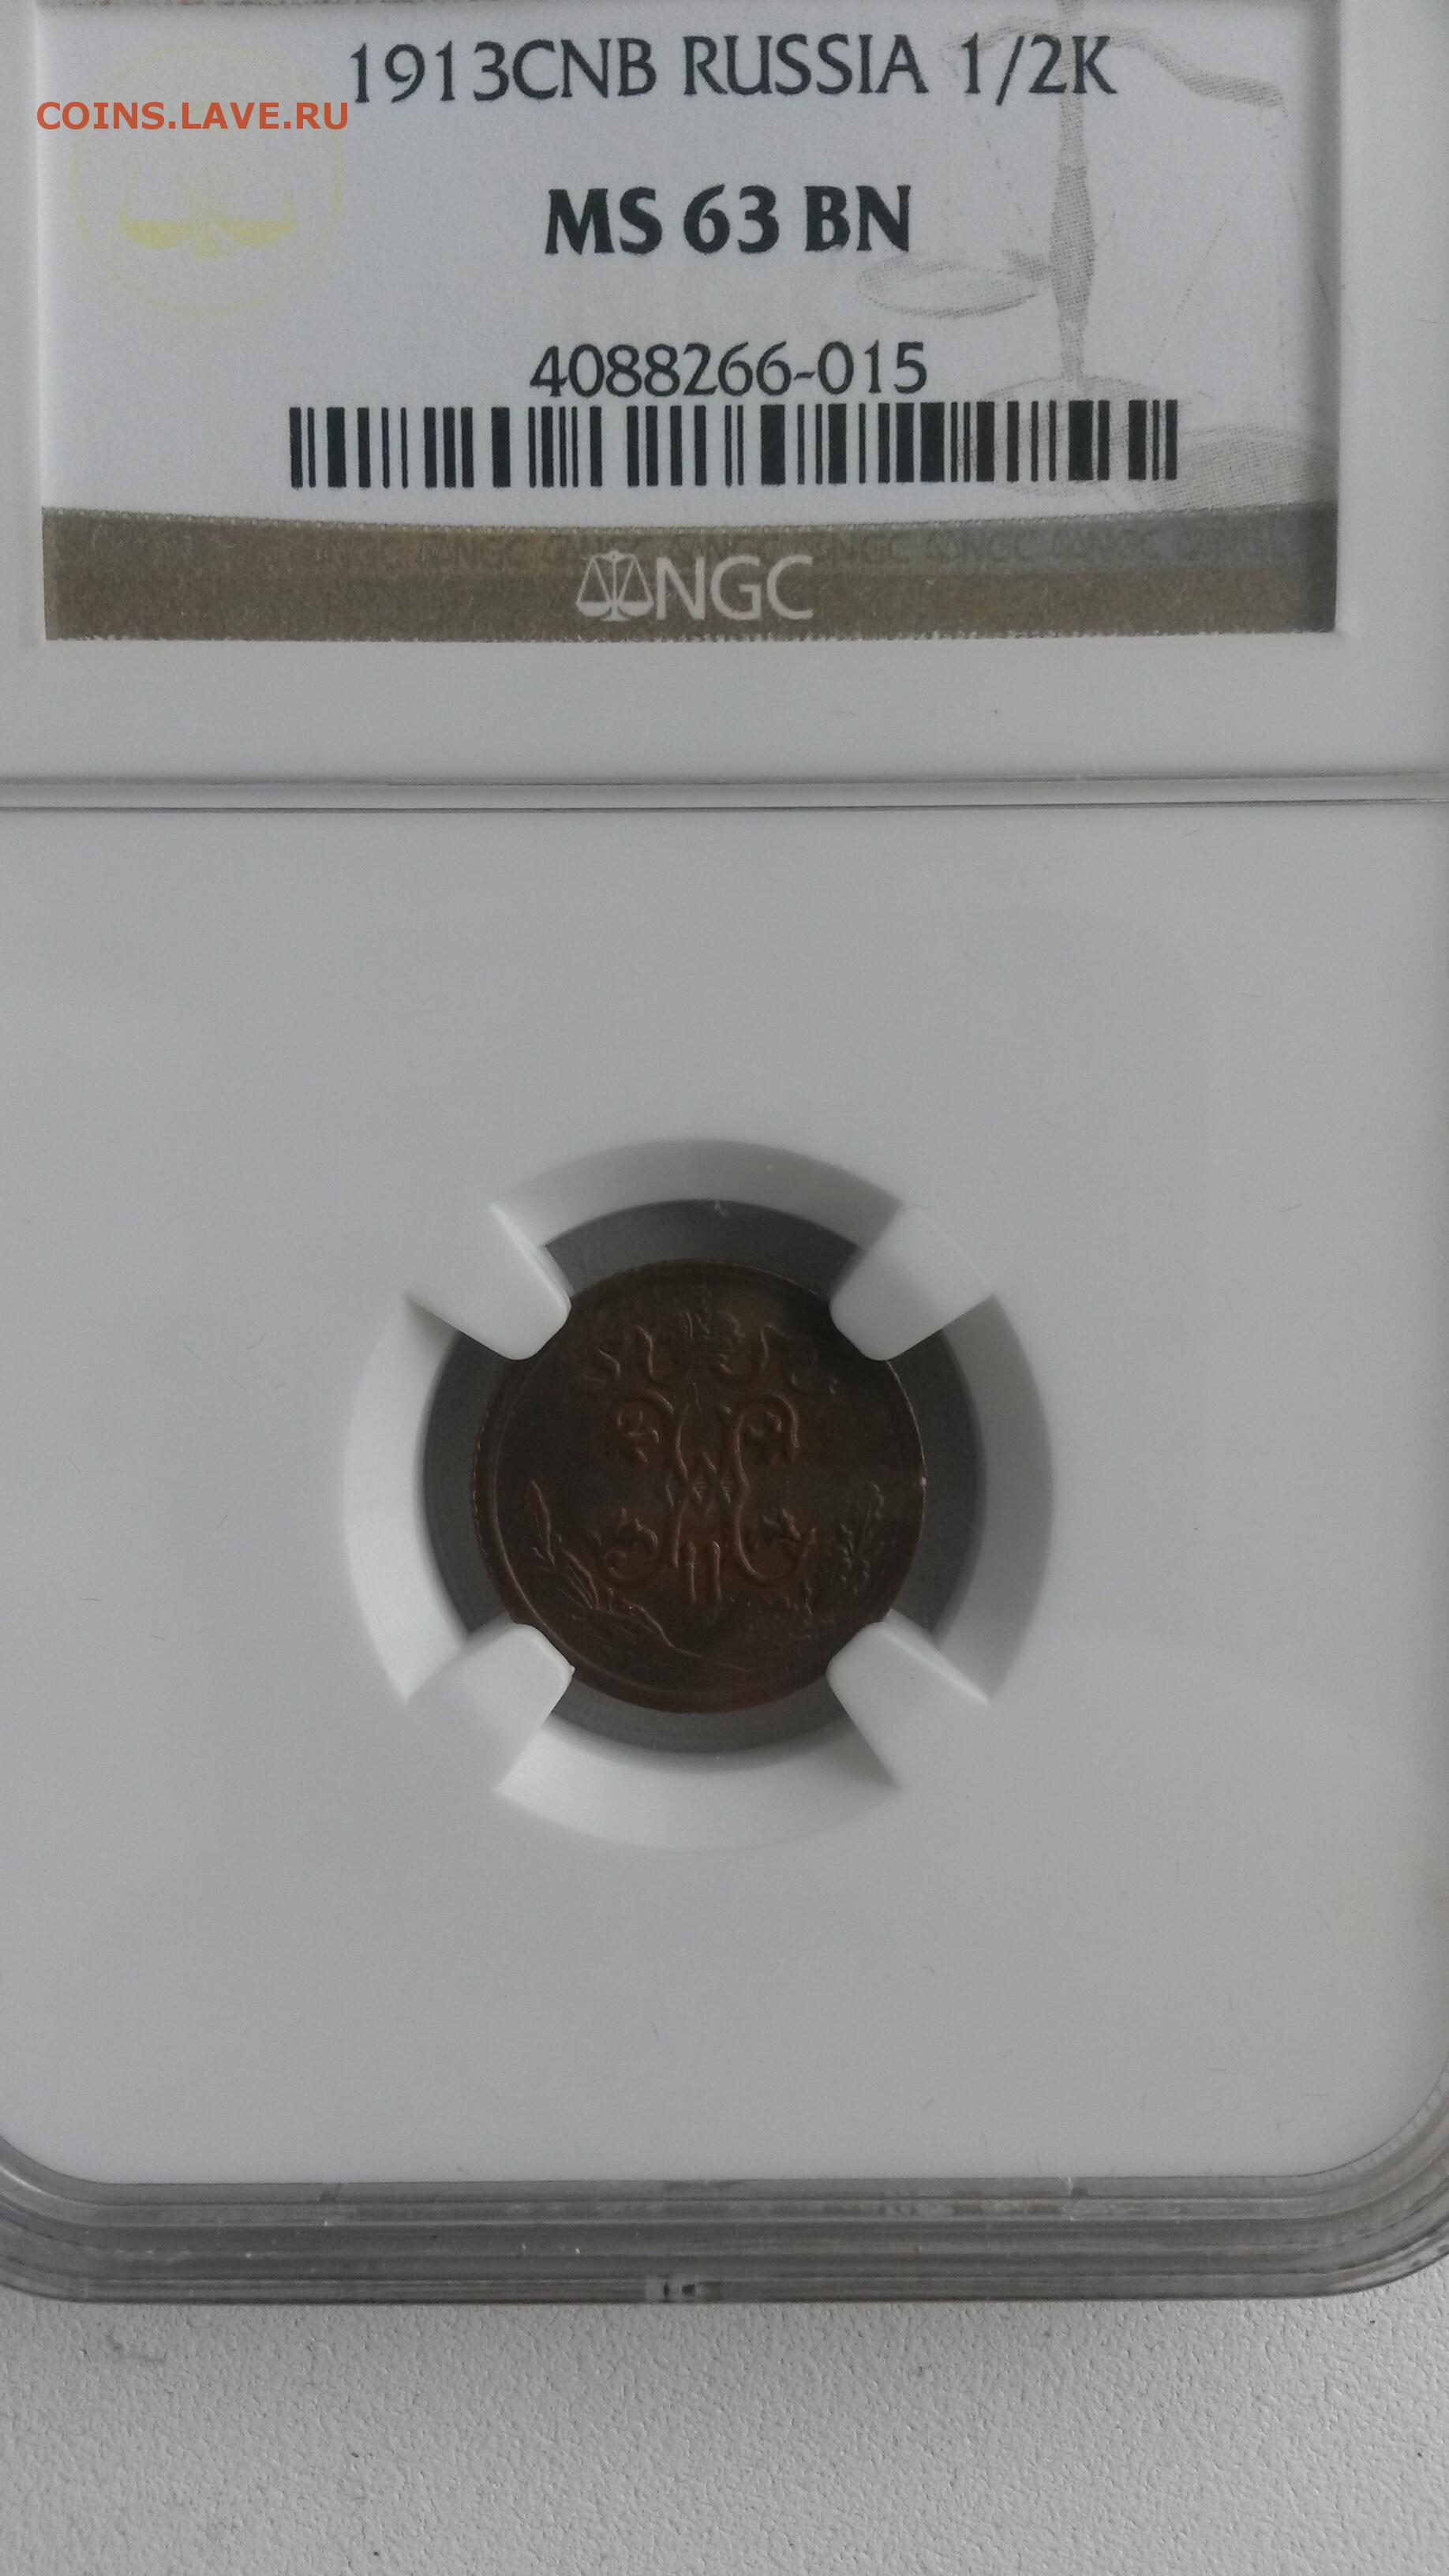 1913CNB RUSSIA 1/2K
COINS.LAVE.RU
MS 63 BN
4088266-015
NGC